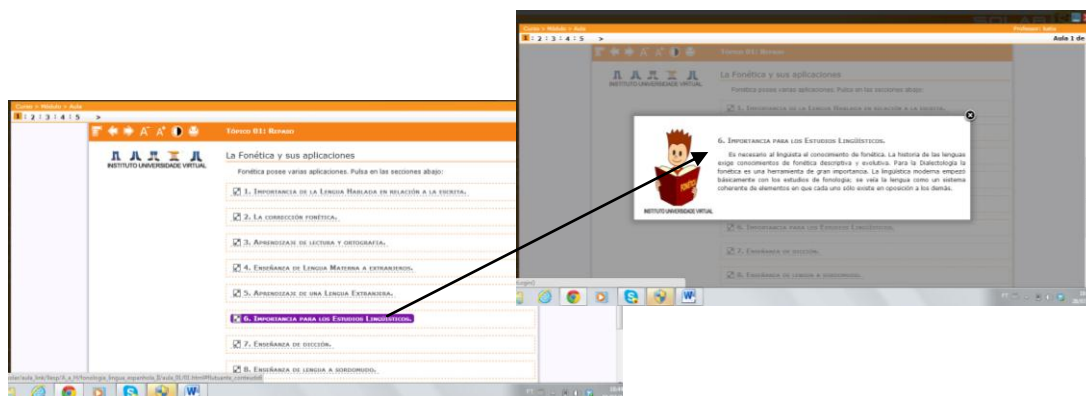 Curso > Módulo > Aula
1 : 2 : 3 : 4 : 5 >
TÓPICO 01: REPASO
INSTITUTO UNIVERSIDADE VIRTUAL
La Fonética y sus aplicaciones
Fonética posee varias aplicaciones. Pulsa en las secciones abajo:
1. IMPORTANCIA DE LA LENGUA HABLADA EN RELACIÓN A LA ESCRITA.
2. LA CORRECCIÓN FONÉTICA.
3. APRENDIZAJE DE LECTURA Y ORTOGRAFIA.
4. ENSEÑANZA DE LENGUA MATERNA A EXTRANJEROS.
5. APRENDIZAJE DE UNA LENGUA EXTRANJERA.
6. IMPORTANCIA PARA LOS ESTUDIOS LINGÜÍSTICOS.
7. ENSEÑANZA DE DICCIÓN.
8. ENSEÑANZA DE LENGUA A SORDOMUDO.
Curso > Módulo > Aula
1 : 2 : 3 : 4 : 5 >
Aula 1 de
TÓPICO 01: REPASO
INSTITUTO UNIVERSIDADE VIRTUAL
La Fonética y sus aplicaciones
Fonética posee varias aplicaciones. Pulsa en las secciones abajo:
1. IMPORTANCIA DE LA LENGUA HABLADA EN RELACIÓN A LA ESCRITA.
6. IMPORTANCIA PARA LOS ESTUDIOS LINGÜÍSTICOS.
Es necesario al linguista el conocimento de fonética. La historia de las lenguas
exige conocimentos de fonética descriptiva y evolutiva. Para la Dialectología la
fonética es una herramienta de gran importancia. La lingüística moderna empezó
básicamente con los estudios de fonología; se veía la lengua como un sistema
coherente de elementos en que cada uno sólo existe en oposición a los demás.
INSTITUTO UNIVERSIDADE VIRTUAL
6. IMPORTANCIA PARA LOS ESTUDIOS LINGÜÍSTICOS.
7. ENSEÑANZA DE DICCIÓN.
8. ENSEÑANZA DE LENGUA A SORDOMUDO.